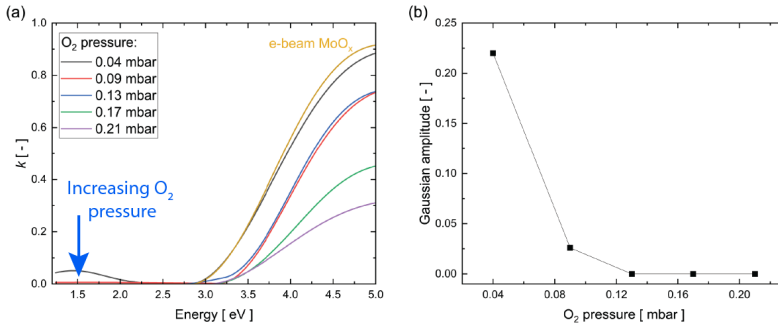 (a)
O₂ pressure:
0.04 mbar
0.09 mbar
0.13 mbar
0.17 mbar
0.21 mbar
e-beam MoOₓ
Increasing O₂
pressure
k [-]
1.0
0.8
0.6
0.4
0.2
0.0
1.5 2.0 2.5 3.0 3.5 4.0 4.5 5.0
Energy [ eV]
(b)
Gaussian amplitude [ - ]
0.25
0.20
0.15
0.10
0.05
0.00
0.04 0.08 0.12 0.16 0.20
O₂ pressure [ mbar]